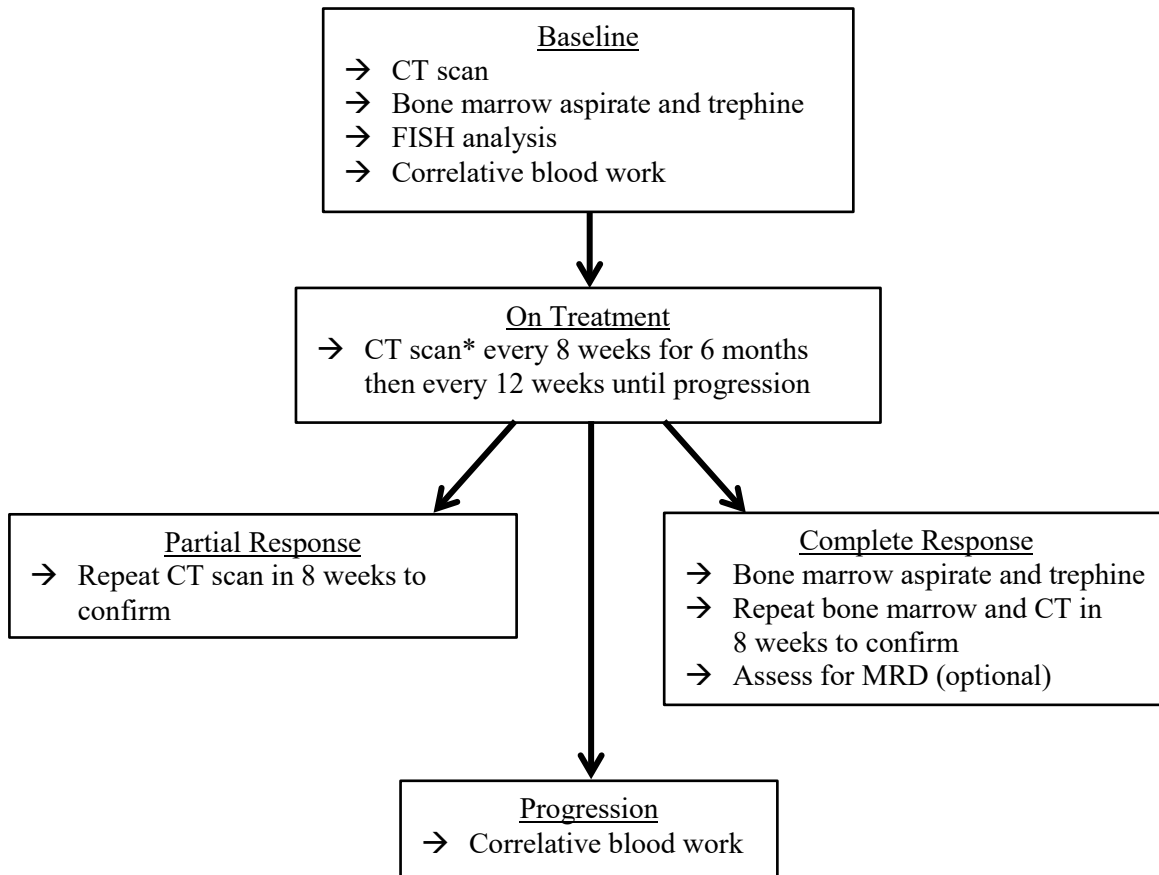 Baseline
→ CT scan
→ Bone marrow aspirate and trephine
→ FISH analysis
→ Correlative blood work
On Treatment
→ CT scan* every 8 weeks for 6 months
then every 12 weeks until progression
Partial Response
→ Repeat CT scan in 8 weeks to
confirm
Complete Response
→ Bone marrow aspirate and trephine
→ Repeat bone marrow and CT in
8 weeks to confirm
→ Assess for MRD (optional)
Progression
→ Correlative blood work